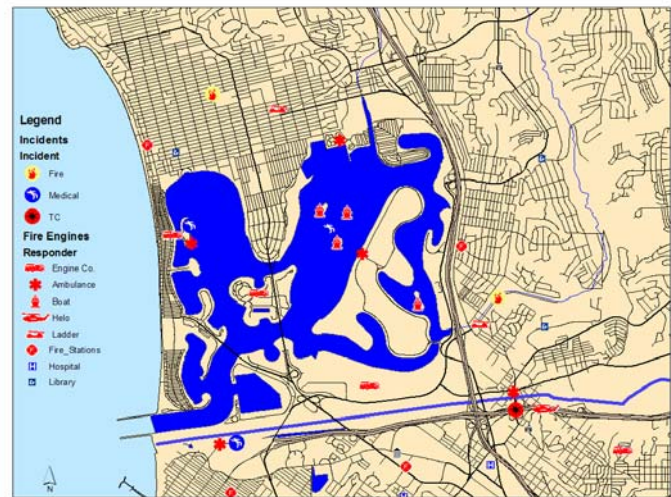 Legend
Incidents
Incident
Fire
Medical
TC
Fire Engines
Responder
Engine Co.
Ambulance
Boat
Helo
Ladder
Fire_Stations
H Hospital
Library
N